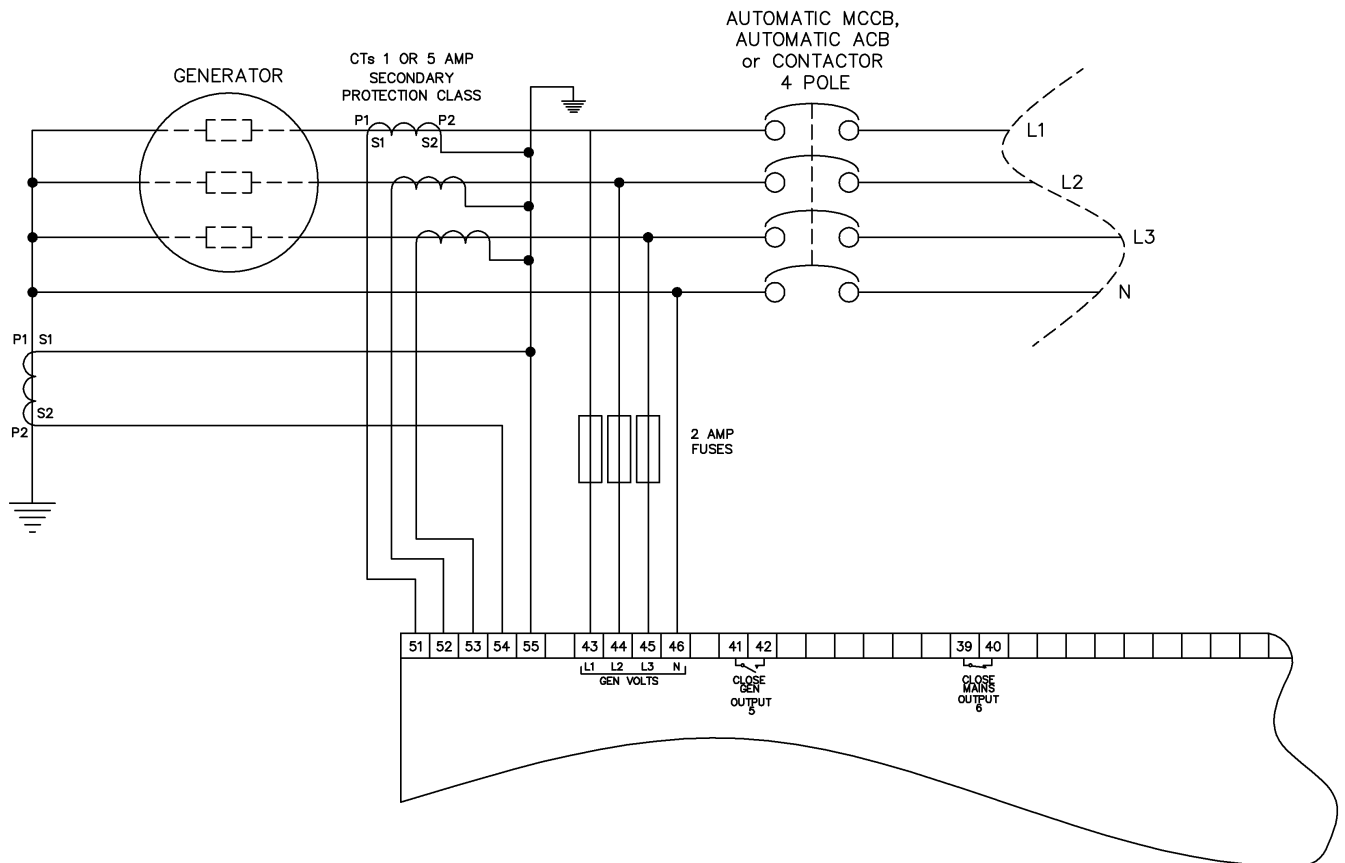 AUTOMATIC MCCB,
AUTOMATIC ACB
or CONTACTOR
4 POLE
CTs 1 OR 5 AMP
SECONDARY
PROTECTION CLASS
GENERATOR
P1
P2
S1
S2
L1
L2
L3
N
P1
S1
S2
P2
2 AMP
FUSES
51 52 53 54 55 43 44 45 46 41 42 39 40
L1 L2 L3 N
GEN VOLTS
CLOSE
GEN
OUTPUT
5
CLOSE
MAINS
OUTPUT
6